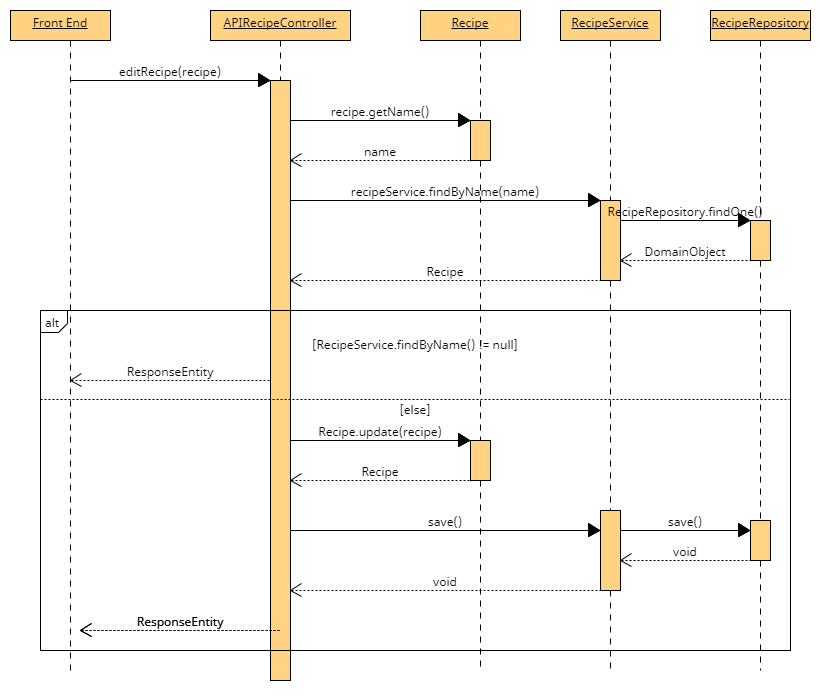 Front End
APIRecipeController
Recipe
RecipeService
RecipeRepository
editRecipe(recipe)
recipe.getName()
name
recipeService.findByName(name)
RecipeRepository.findOne()
DomainObject
Recipe
alt
[RecipeService.findByName() != null]
ResponseEntity
[else]
Recipe.update(recipe)
Recipe
save()
save()
void
void
ResponseEntity